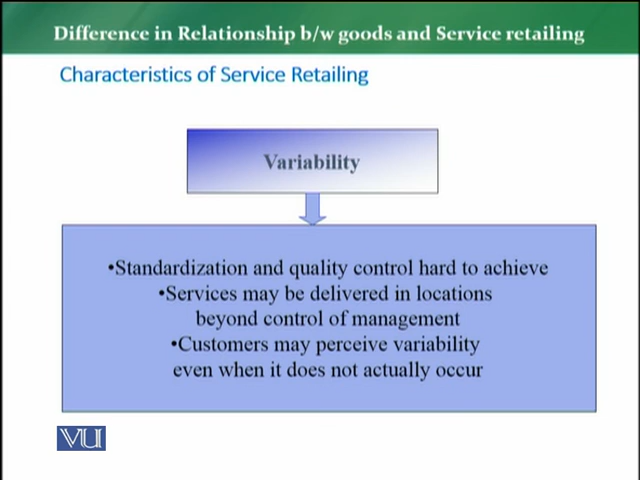 Difference in Relationship b/w goods and Service retailing
Characteristics of Service Retailing
Variability
•Standardization and quality control hard to achieve
•Services may be delivered in locations
beyond control of management
•Customers may perceive variability
even when it does not actually occur
VU